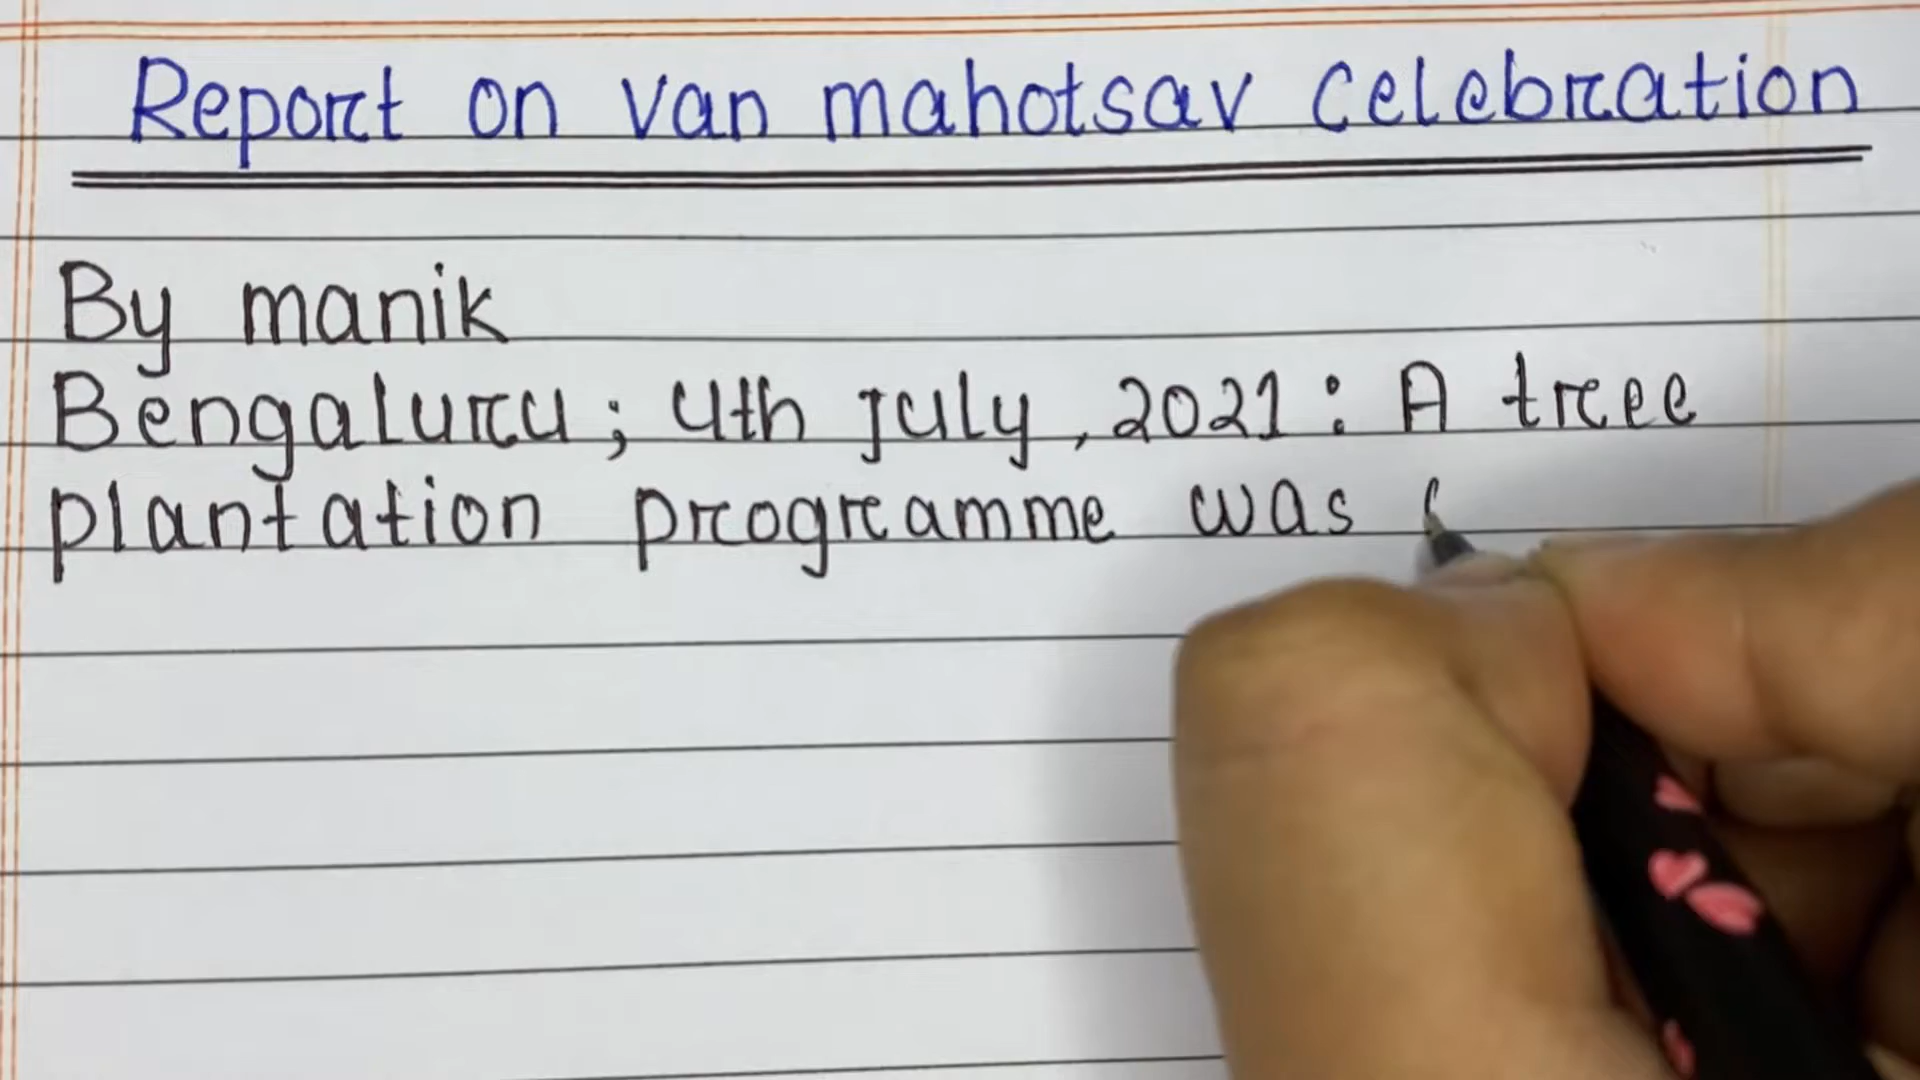 Report on van mahotsav celebration
By manik
Bengaluru; 4th july, 2021: A tree
plantation programme was